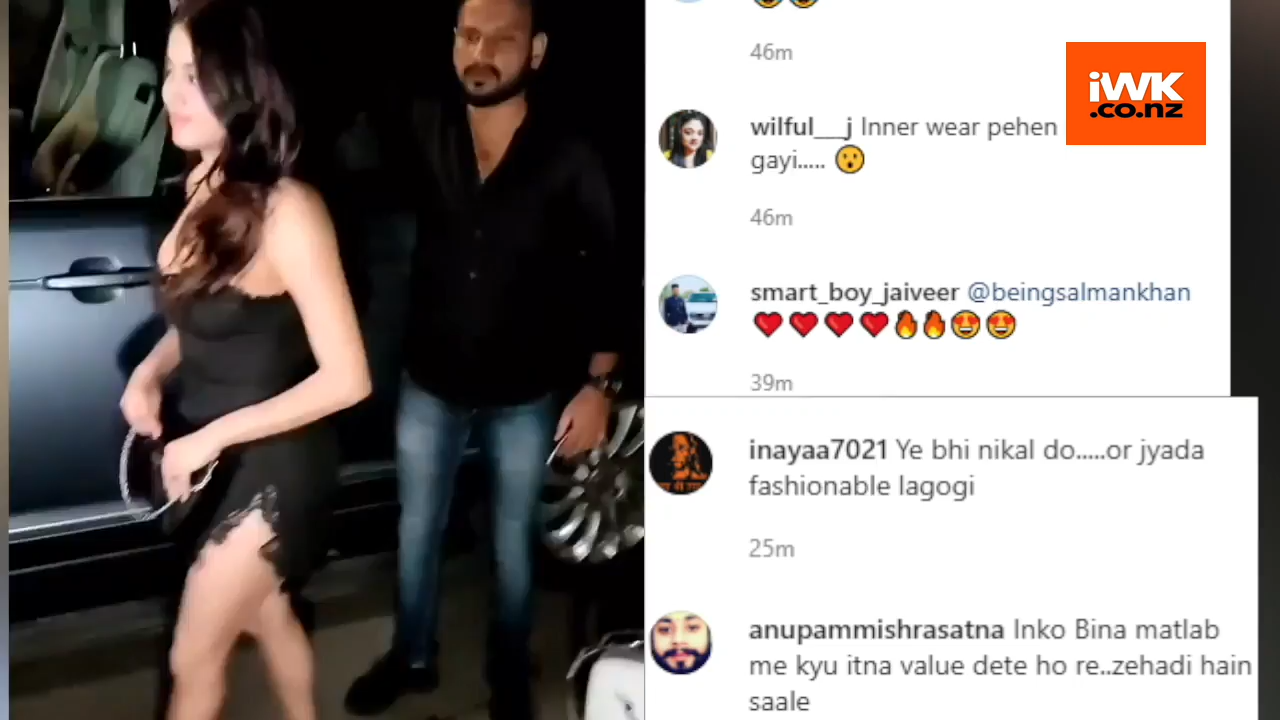 46m
iWK
.co.nz
wilful___j Inner wear pehen
gayi..... 😮
46m
smart_boy_jaiveer @beingsalmankhan
❤️❤️❤️❤️🔥🔥😍😍
39m
inayaa7021 Ye bhi nikal do.....or jyada
fashionable lagogi
25m
anupammishrasatna Inko Bina matlab
me kyu itna value dete ho re..zehadi hain
saale